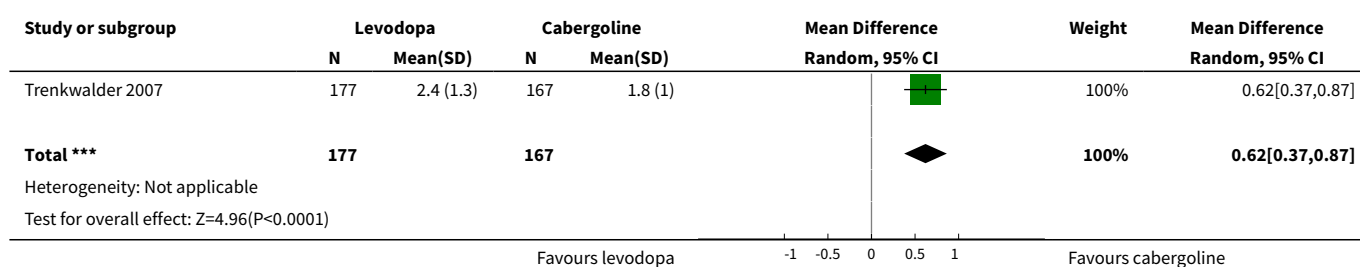 Study or subgroup Levodopa Cabergoline Mean Difference Weight Mean Difference
N Mean(SD) N Mean(SD) Random, 95% CI Random, 95% CI
Trenkwalder 2007 177 2.4 (1.3) 167 1.8 (1) 100% 0.62[0.37,0.87]
Total *** 177 167 100% 0.62[0.37,0.87]
Heterogeneity: Not applicable
Test for overall effect: Z=4.96(P<0.0001)
Favours levodopa -1 -0.5 0 0.5 1 Favours cabergoline